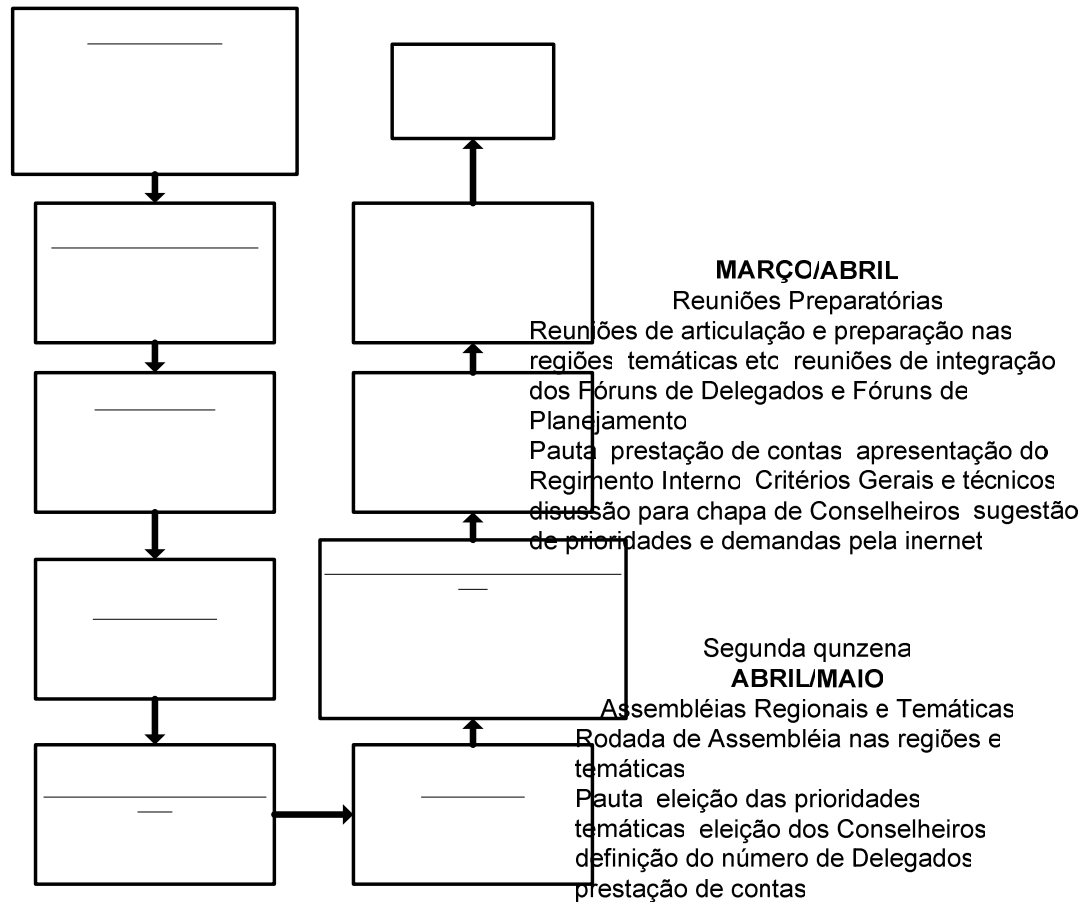 MARÇO/ABRIL
Reuniões Preparatórias
Reuniões de articulação e preparação nas
regiões temáticas etc reuniões de integração
dos Fóruns de Delegados e Fóruns de
Planejamento
Pauta prestação de contas apresentação do
Regimento Interno Critérios Gerais e técnicos
disussão para chapa de Conselheiros sugestão
de prioridades e demandas pela inernet
Segunda qunzena
ABRIL/MAIO
Assembléias Regionais e Temáticas
Rodada de Assembléia nas regiões e
temáticas
Pauta eleição das prioridades
temáticas eleição dos Conselheiros
definição do número de Delegados
prestação de contas